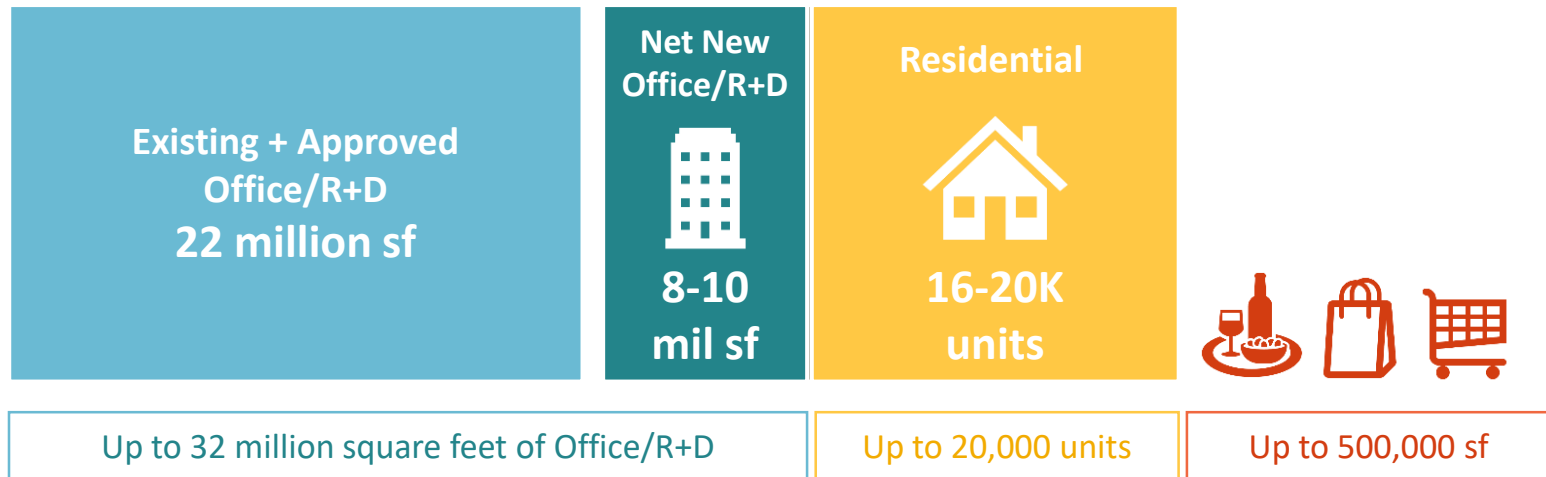 Existing + Approved
Office/R+D
22 million sf
Net New
Office/R+D
8-10
mil sf
Residential
16-20K
units
Up to 32 million square feet of Office/R+D
Up to 20,000 units
Up to 500,000 sf